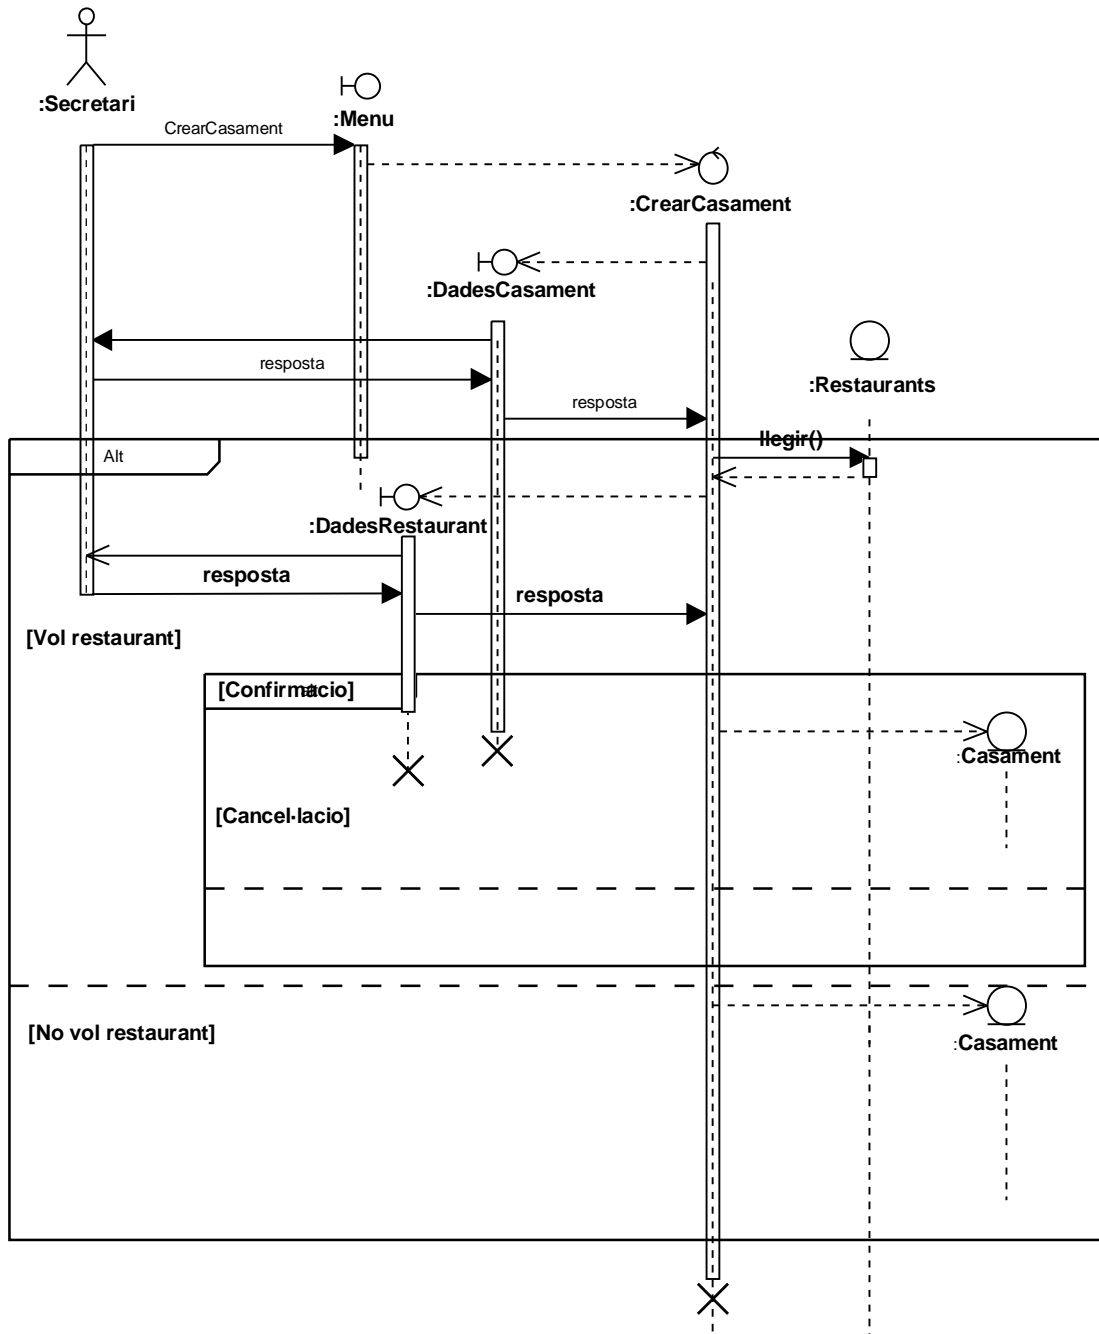 :Secretari
:Menu
CrearCasament
:CrearCasament
:DadesCasament
resposta
:Restaurants
resposta
llegir()
Alt
:DadesRestaurant
resposta
resposta
[Vol restaurant]
[Confirmacio]
:Casament
[Cancel·lacio]
[No vol restaurant]
:Casament